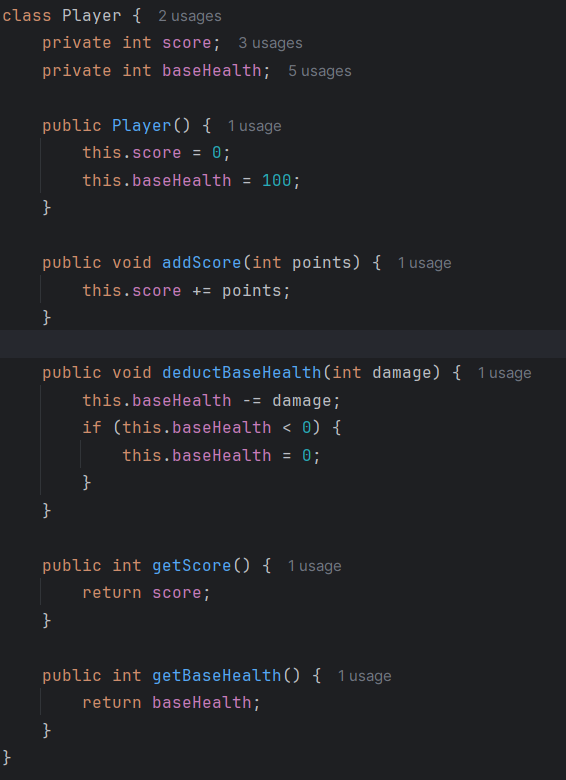 class Player {  2 usages
    private int score;  3 usages
    private int baseHealth;  5 usages

    public Player() {  1 usage
        this.score = 0;
        this.baseHealth = 100;
    }

    public void addScore(int points) {  1 usage
        this.score += points;
    }

    public void deductBaseHealth(int damage) {  1 usage
        this.baseHealth -= damage;
        if (this.baseHealth < 0) {
            this.baseHealth = 0;
        }
    }

    public int getScore() {  1 usage
        return score;
    }

    public int getBaseHealth() {  1 usage
        return baseHealth;
    }
}